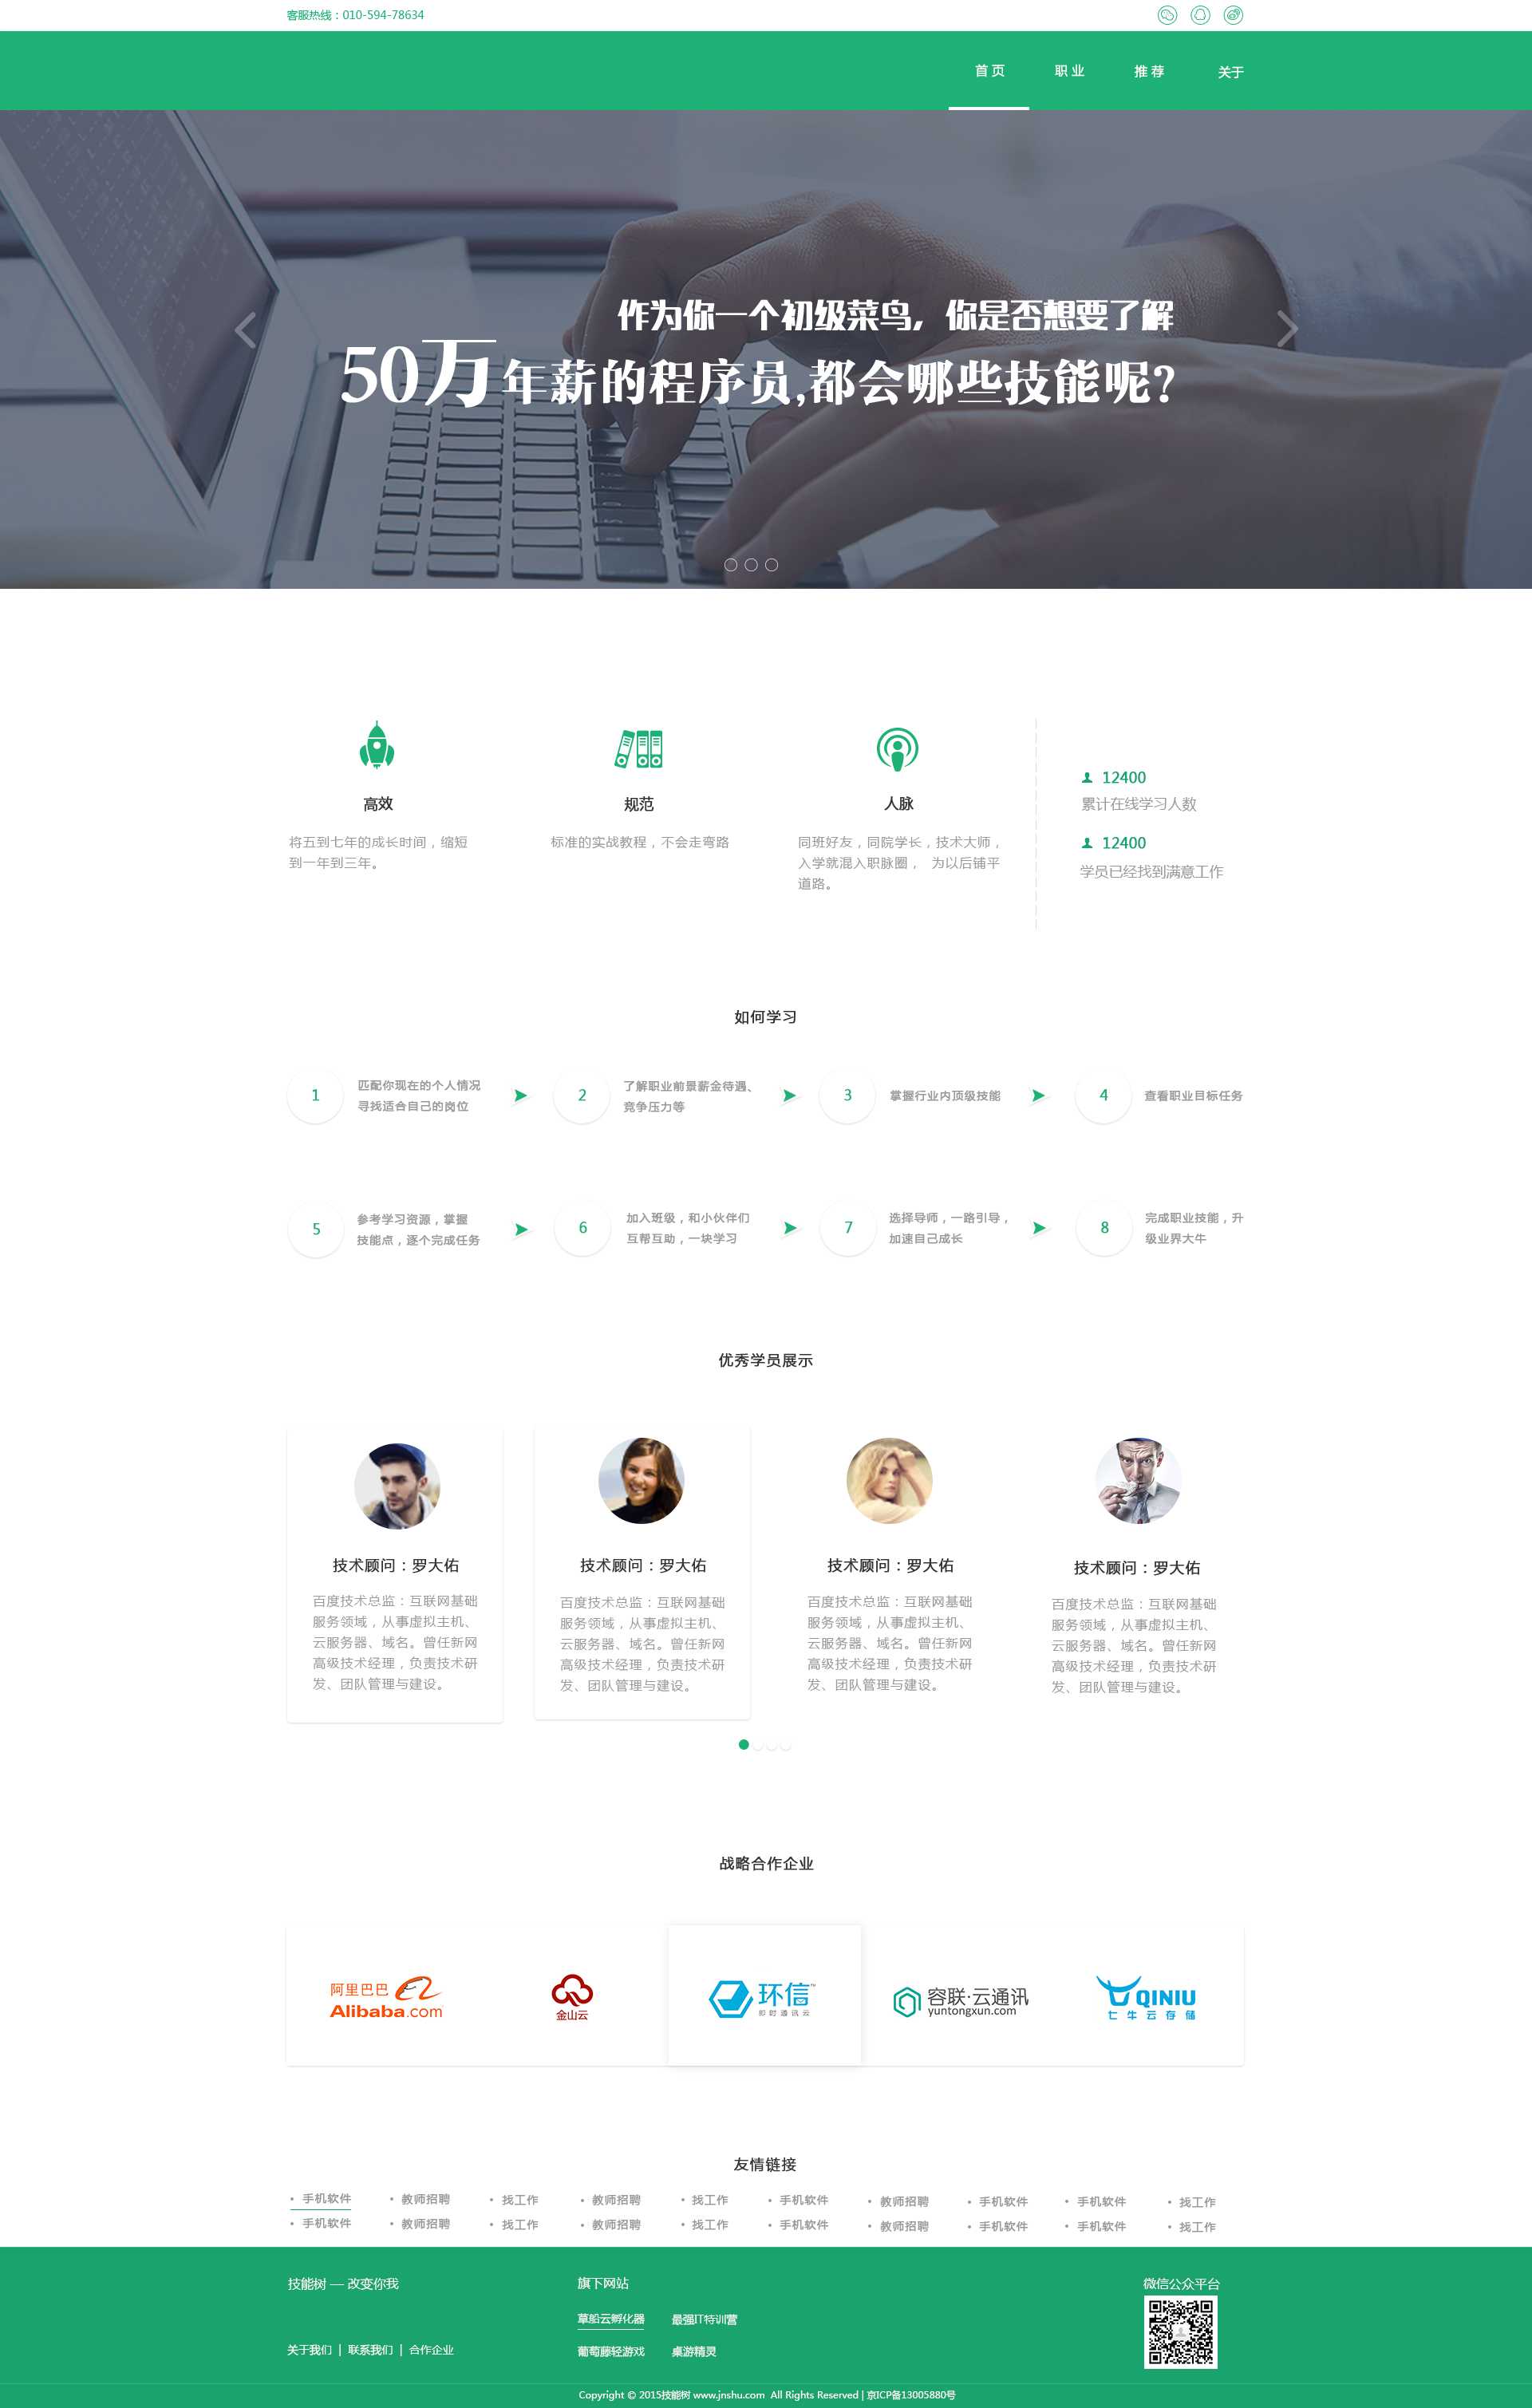 客服热线：010-594-78634
首页 职业 推荐 关于
作为你一个初级菜鸟，你是否想要了解
50万年薪的程序员,都会哪些技能呢?
高效
将五到七年的成长时间，缩短
到一年到三年。
规范
标准的实战教程，不会走弯路
人脉
同班好友，同院学长，技术大师，
入学就混入职脉圈， 为以后铺平
道路。
12400
累计在线学习人数
12400
学员已经找到满意工作
如何学习
1
匹配你现在的个人情况
寻找适合自己的岗位
2
了解职业前景薪金待遇、
竞争压力等
3
掌握行业内顶级技能
4
查看职业目标任务
5
参考学习资源，掌握
技能点，逐个完成任务
6
加入班级，和小伙伴们
互帮互助，一块学习
7
选择导师，一路引导，
加速自己成长
8
完成职业技能，升
级业界大牛
优秀学员展示
技术顾问：罗大佑
百度技术总监：互联网基础
服务领域，从事虚拟主机、
云服务器、域名。曾任新网
高级技术经理，负责技术研
发、团队管理与建设。
技术顾问：罗大佑
百度技术总监：互联网基础
服务领域，从事虚拟主机、
云服务器、域名。曾任新网
高级技术经理，负责技术研
发、团队管理与建设。
技术顾问：罗大佑
百度技术总监：互联网基础
服务领域，从事虚拟主机、
云服务器、域名。曾任新网
高级技术经理，负责技术研
发、团队管理与建设。
技术顾问：罗大佑
百度技术总监：互联网基础
服务领域，从事虚拟主机、
云服务器、域名。曾任新网
高级技术经理，负责技术研
发、团队管理与建设。
战略合作企业
阿里巴巴
Alibaba.com
金山云
环信™
即时通讯云
容联·云通讯
yuntongxun.com
QINIU
七牛云存储
友情链接
• 手机软件 • 教师招聘 • 找工作 • 教师招聘 • 找工作 • 手机软件 • 教师招聘 • 手机软件 • 手机软件 • 找工作
• 手机软件 • 教师招聘 • 找工作 • 教师招聘 • 找工作 • 手机软件 • 教师招聘 • 手机软件 • 手机软件 • 找工作
技能树 — 改变你我
关于我们 | 联系我们 | 合作企业
旗下网站
草船云孵化器 最强IT特训营
葡萄藤轻游戏 桌游精灵
微信公众平台
Copyright © 2015技能树 www.jnshu.com All Rights Reserved | 京ICP备13005880号